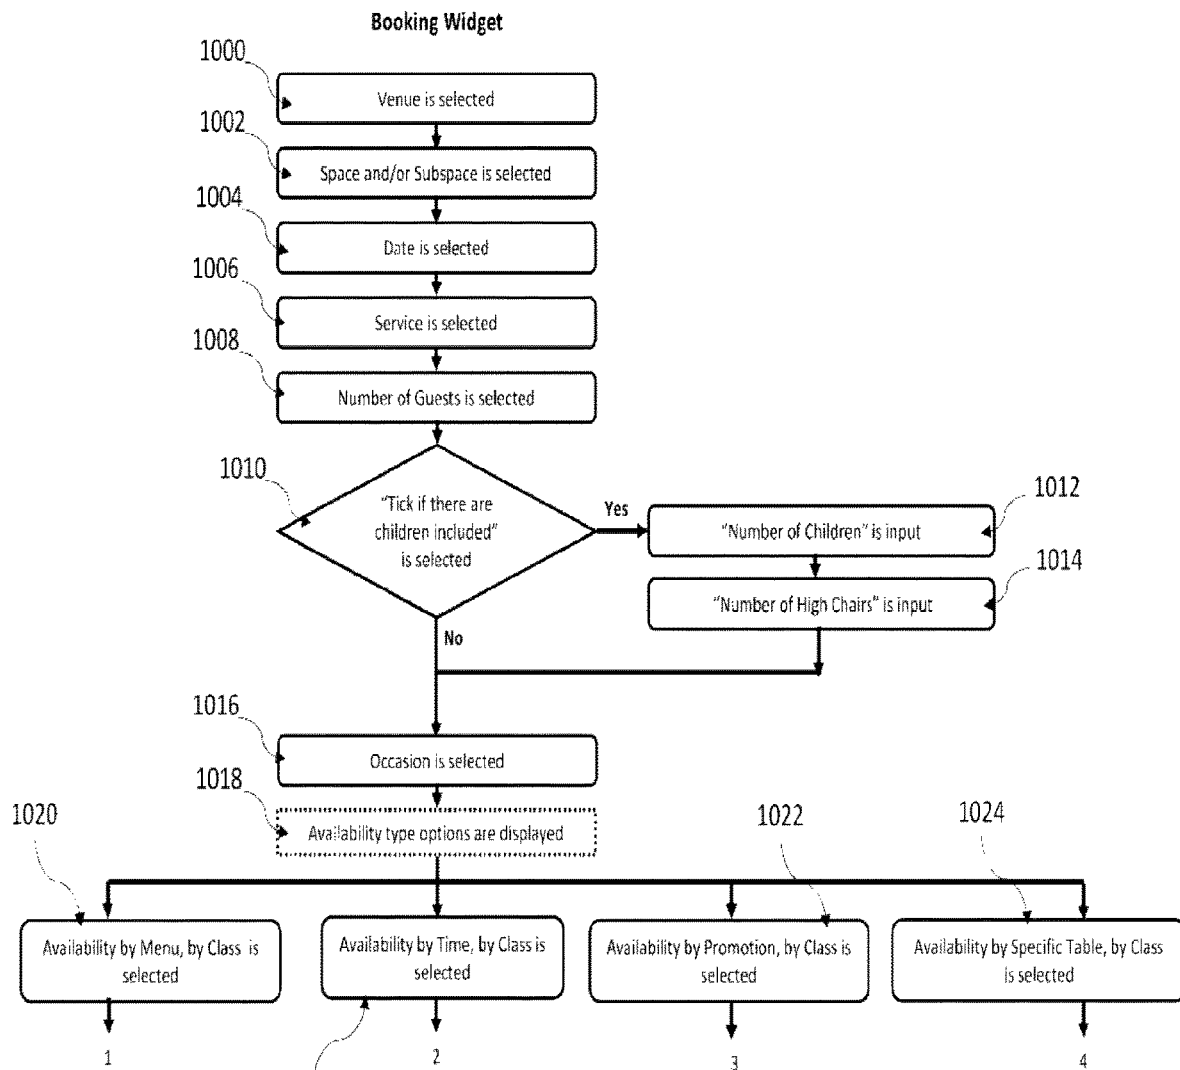 Booking Widget
1000
Venue is selected
1002
Space and/or Subspace is selected
1004
Date is selected
1006
Service is selected
1008
Number of Guests is selected
1010
"Tick if there are
children included"
is selected
Yes
1012
"Number of Children" is input
1014
"Number of High Chairs" is input
No
1016
Occasion is selected
1018
Availability type options are displayed
1020
1022
1024
Availability by Menu, by Class is
selected
Availability by Time, by Class is
selected
Availability by Promotion, by Class is
selected
Availability by Specific Table, by Class
is selected
1
2
3
4